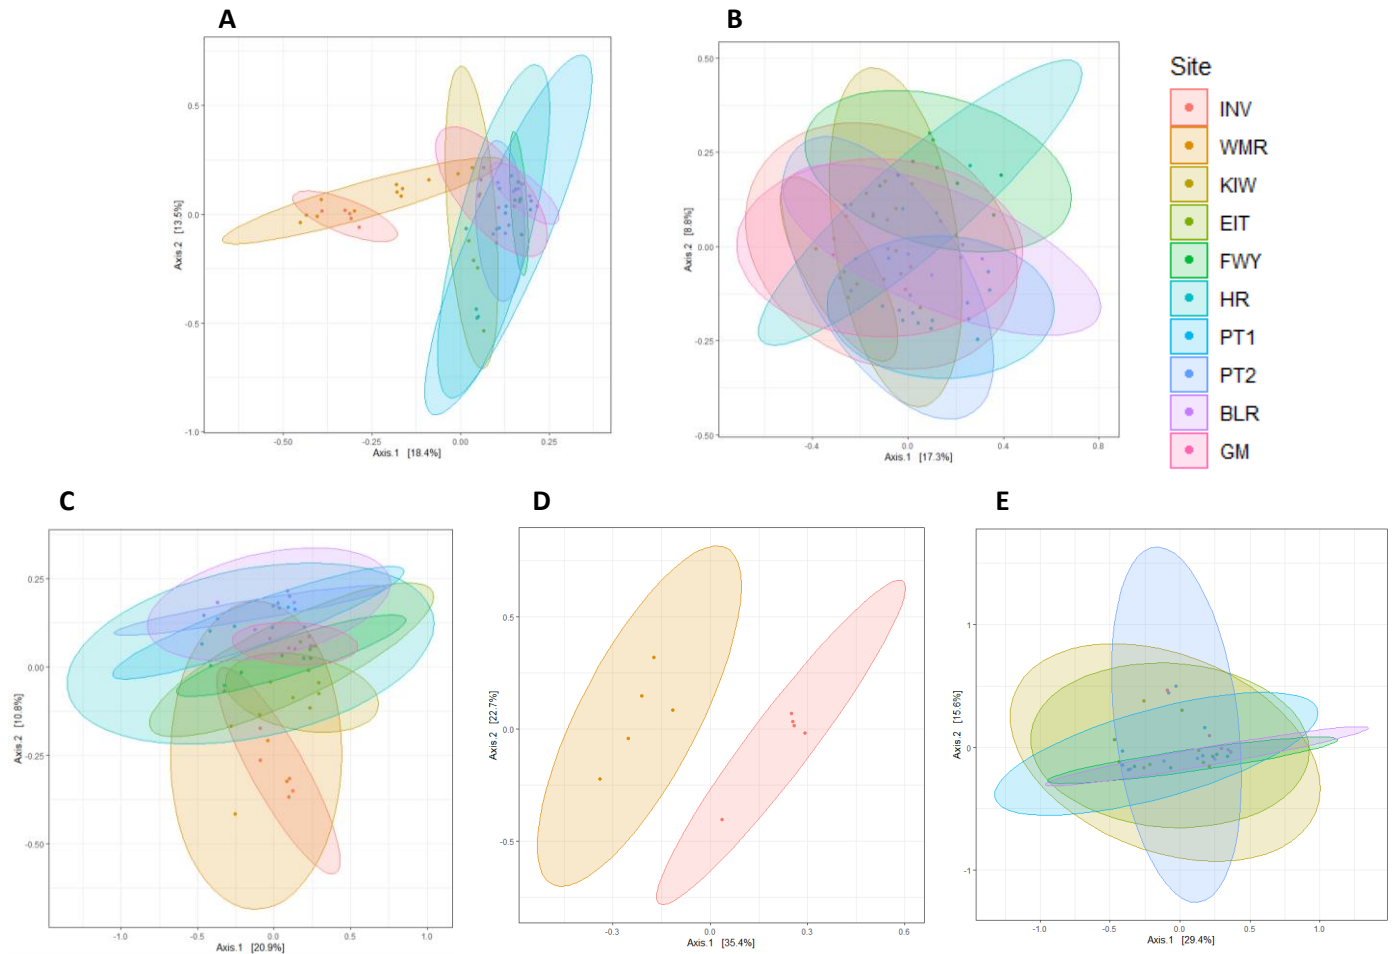 A
B
0.5
0.0
-0.5
-1.0
Axis.2 [13.5%]
-0.50
-0.25
0.00
0.25
Axis.1 [18.4%]
0.50
0.25
0.00
-0.25
-0.50
Axis.2 [8.8%]
-0.4
0.0
0.4
0.8
Axis.1 [17.3%]
Site
INV
WMR
KIW
EIT
FWY
HR
PT1
PT2
BLR
GM
C
D
E
0.25
0.00
-0.25
-0.50
Axis.2 [10.8%]
-1.0
-0.5
0.0
0.5
1.0
Axis.1 [20.9%]
0.5
0.0
-0.5
Axis.2 [22.7%]
-0.3
0.0
0.3
0.6
Axis.1 [35.4%]
1
0
-1
Axis.2 [15.6%]
-1.0
-0.5
0.0
0.5
1.0
Axis.1 [29.4%]